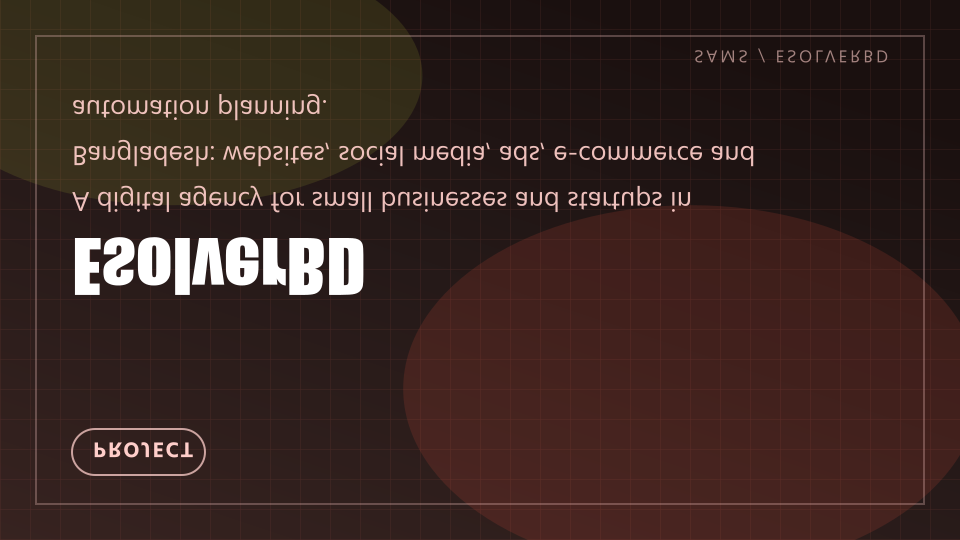 PROJECT
EsolverBD
A digital agency for small businesses and startups in
Bangladesh: websites, social media, ads, e-commerce and
automation planning.
SAMS / ESOLVERBD